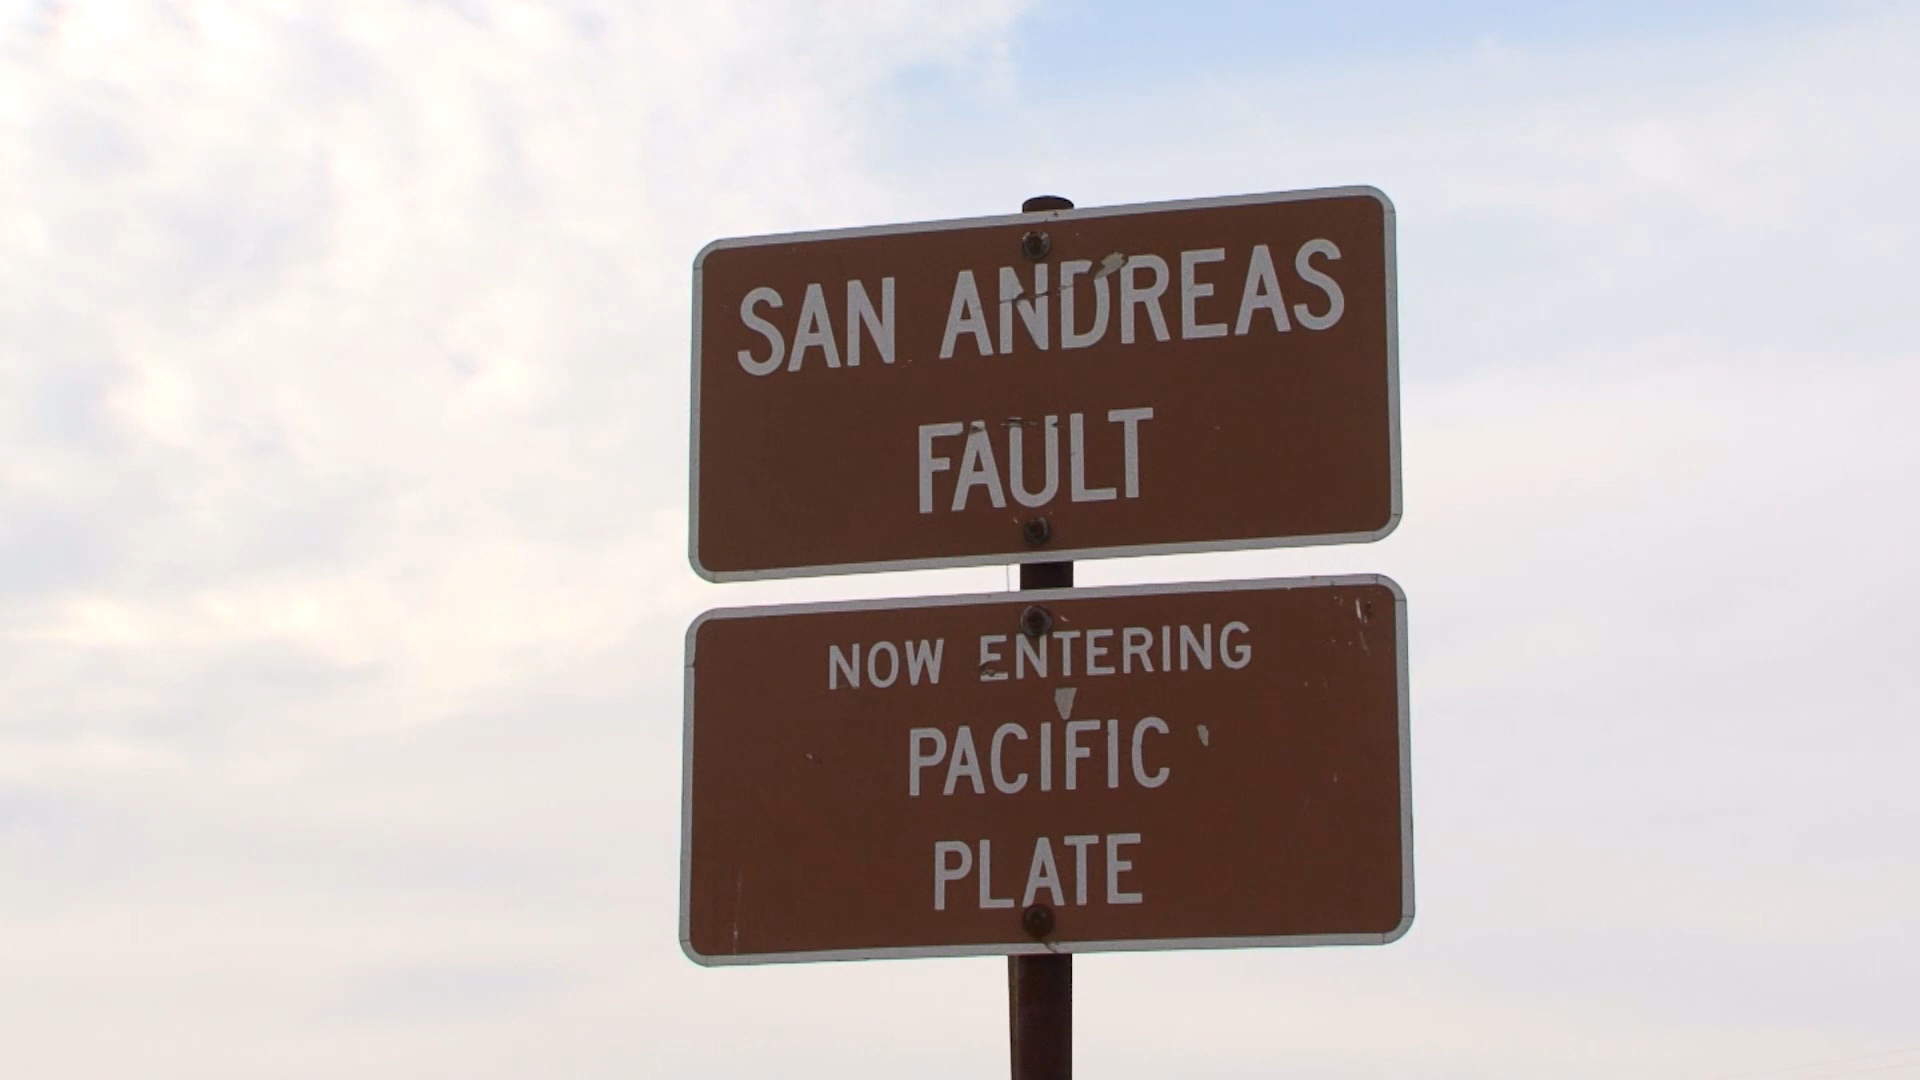 SAN ANDREAS
FAULT
NOW ENTERING
PACIFIC
PLATE